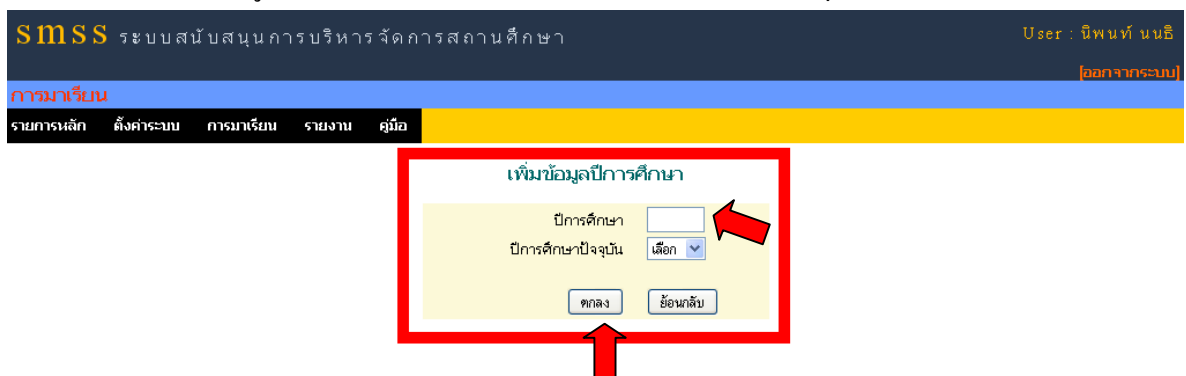 smss ระบบสนับสนุนการบริหารจัดการสถานศึกษา
User : นิพนท์ นนธิ
[ออกจากระบบ]
การมาเรียน
รายการหลัก ตั้งค่าระบบ การมาเรียน รายงาน คู่มือ
เพิ่มข้อมูลปีการศึกษา
ปีการศึกษา
ปีการศึกษาปัจจุบัน เลือก
ตกลง ย้อนกลับ